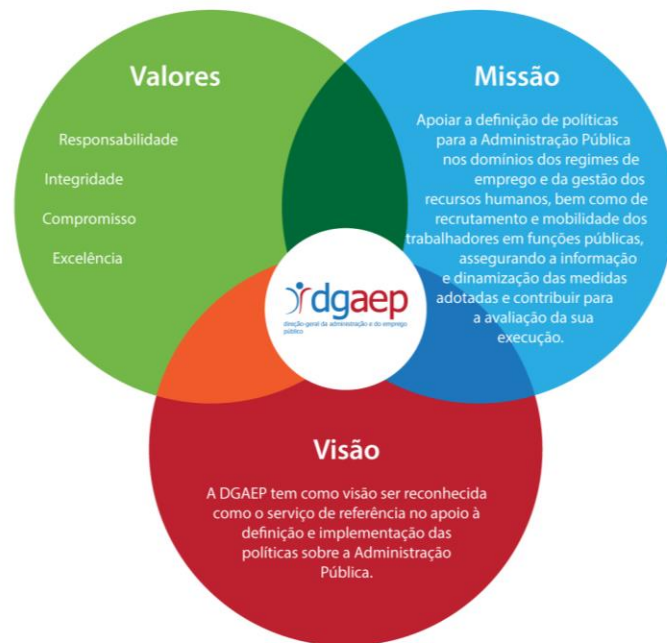 Valores
Responsabilidade
Integridade
Compromisso
Excelência
Missão
Apoiar a definição de políticas
para a Administração Pública
nos domínios dos regimes de
emprego e da gestão dos
recursos humanos, bem como de
recrutamento e mobilidade dos
trabalhadores em funções públicas,
assegurando a informação
e dinamização das medidas
adotadas e contribuir para
a avaliação da sua
execução.
dgaep
direção-geral da administração e do emprego
público
Visão
A DGAEP tem como visão ser reconhecida
como o serviço de referência no apoio à
definição e implementação das
políticas sobre a Administração
Pública.